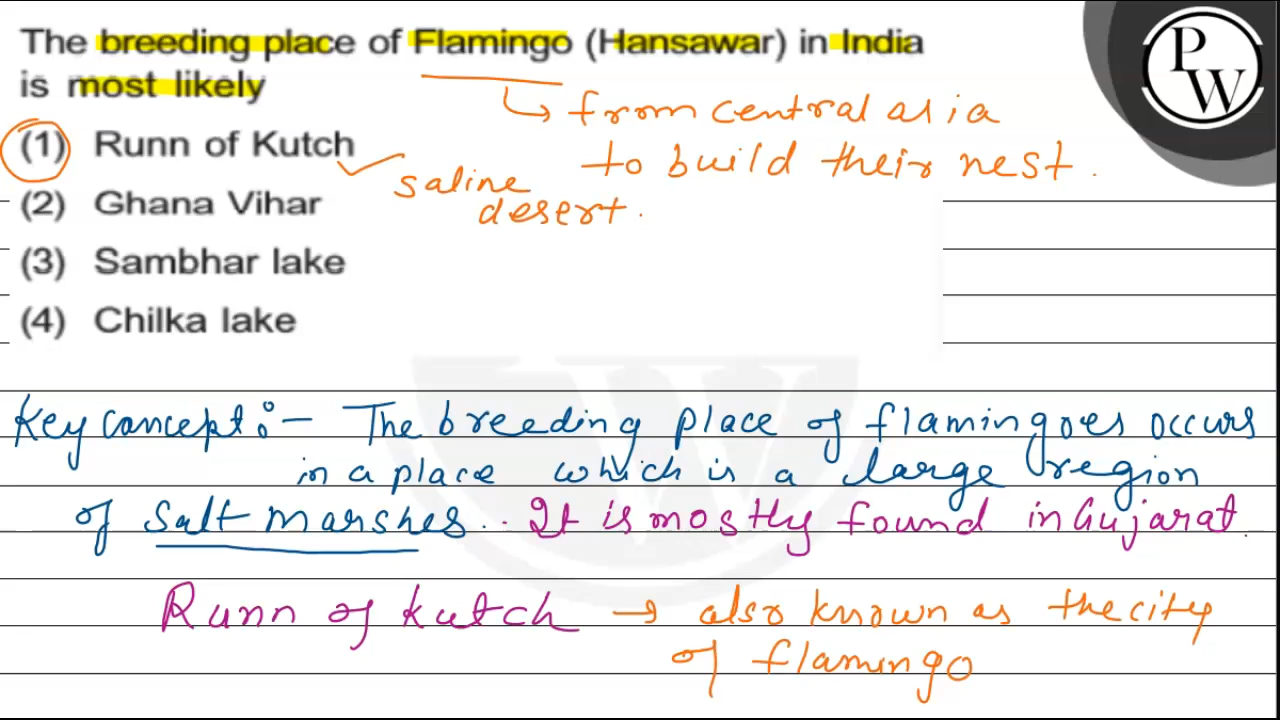 The breeding place of Flamingo (Hansawar) in India
is most likely
↳ from central asia
to build their nest.
(1) Runn of Kutch
saline
desert.
(2) Ghana Vihar
(3) Sambhar lake
(4) Chilka lake
PW
Key concept:- The breeding place of flamingoes occurs
in a place which is a large region
of salt marshes.. It is mostly found in Gujarat.
Runn of kutch → also known as the city
of flamingo